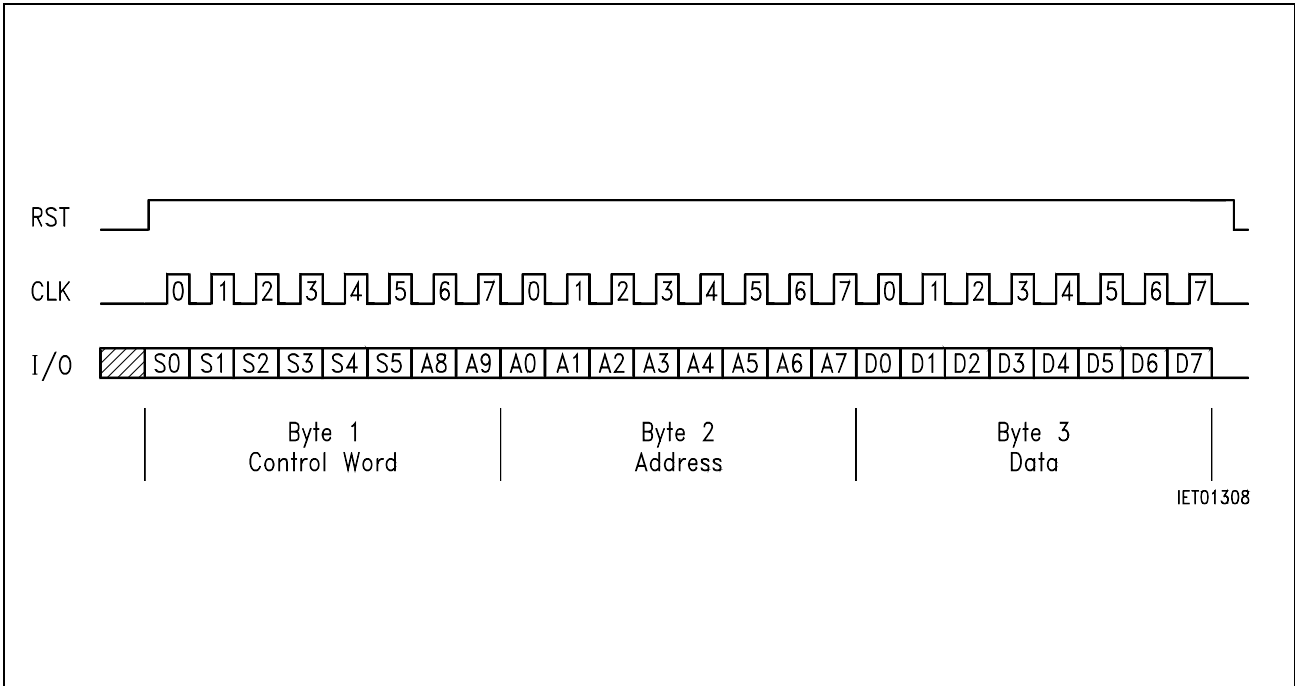 RST
CLK 0 1 2 3 4 5 6 7 0 1 2 3 4 5 6 7 0 1 2 3 4 5 6 7
I/O S0 S1 S2 S3 S4 S5 A8 A9 A0 A1 A2 A3 A4 A5 A6 A7 D0 D1 D2 D3 D4 D5 D6 D7
Byte 1 Byte 2 Byte 3
Control Word Address Data
IET01308